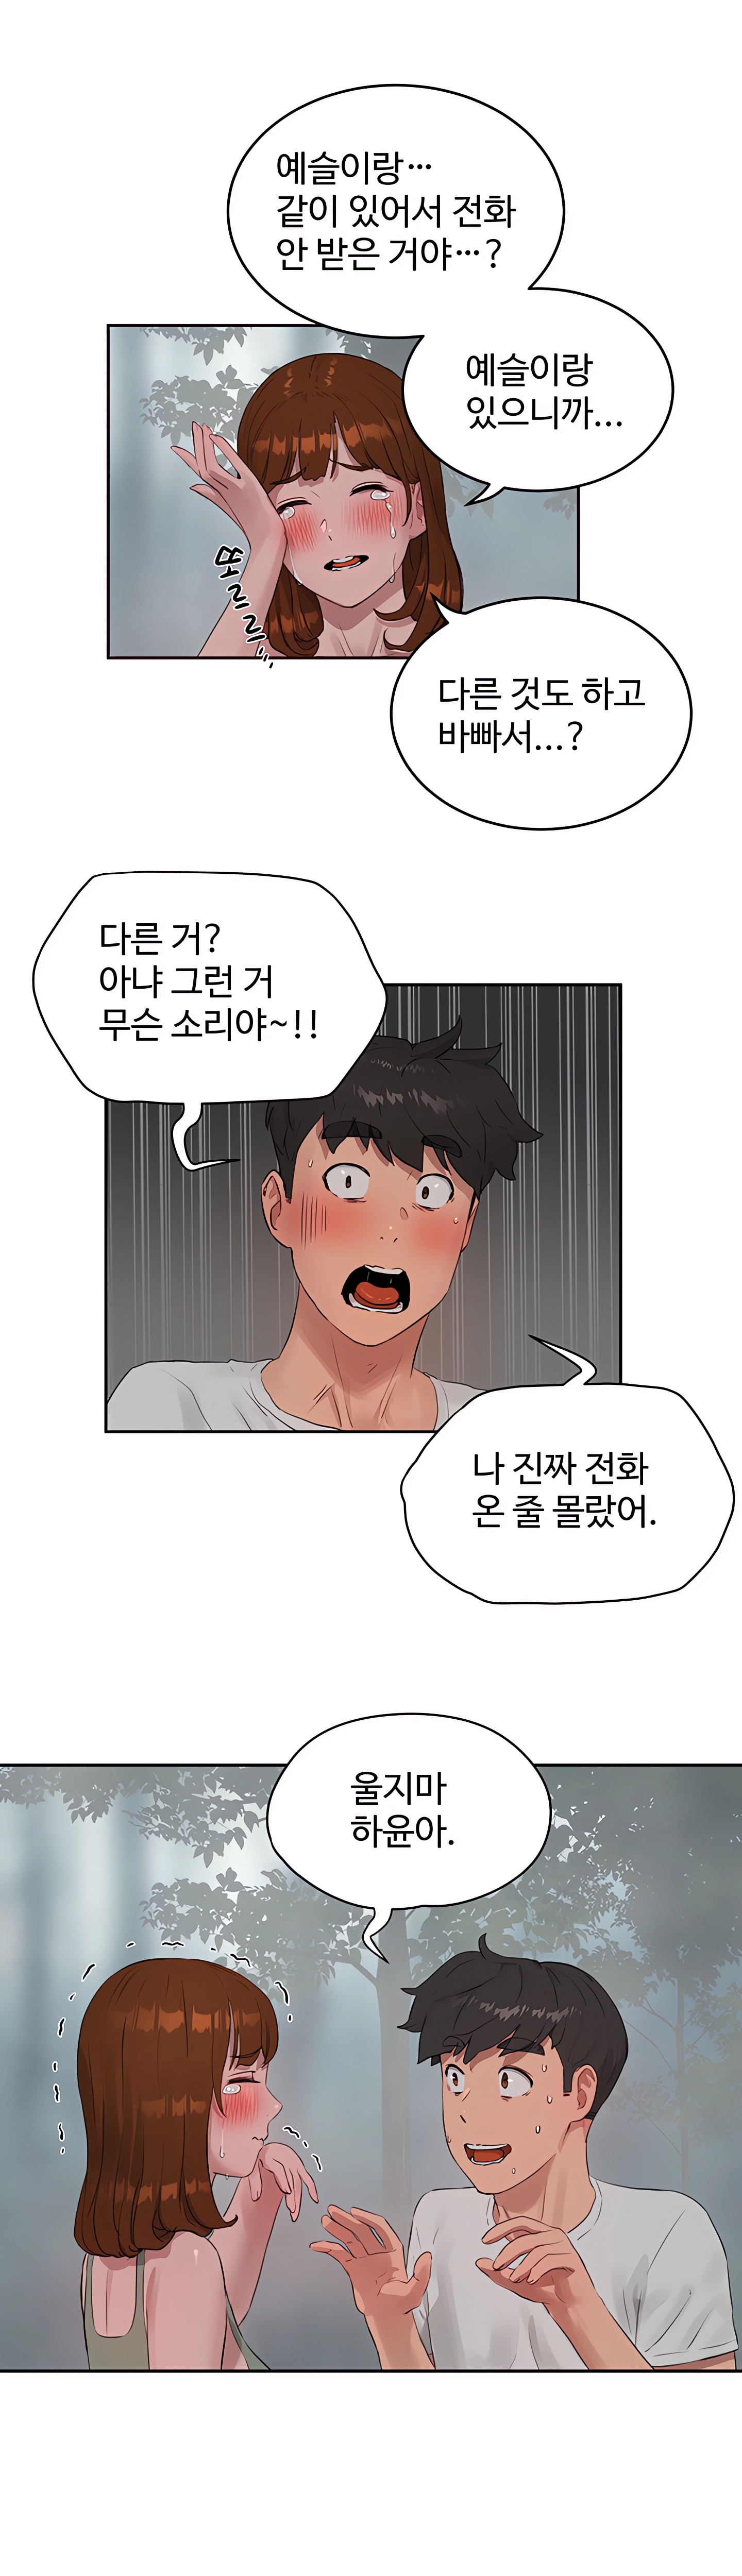 예슬이랑…
같이 있어서 전화
안 받은 거야…?
예슬이랑
있으니까...
또르르...
다른 것도 하고
바빠서...?
다른 거?
아냐 그런 거
무슨 소리야~!!
나 진짜 전화
온 줄 몰랐어.
울지마
하윤아.